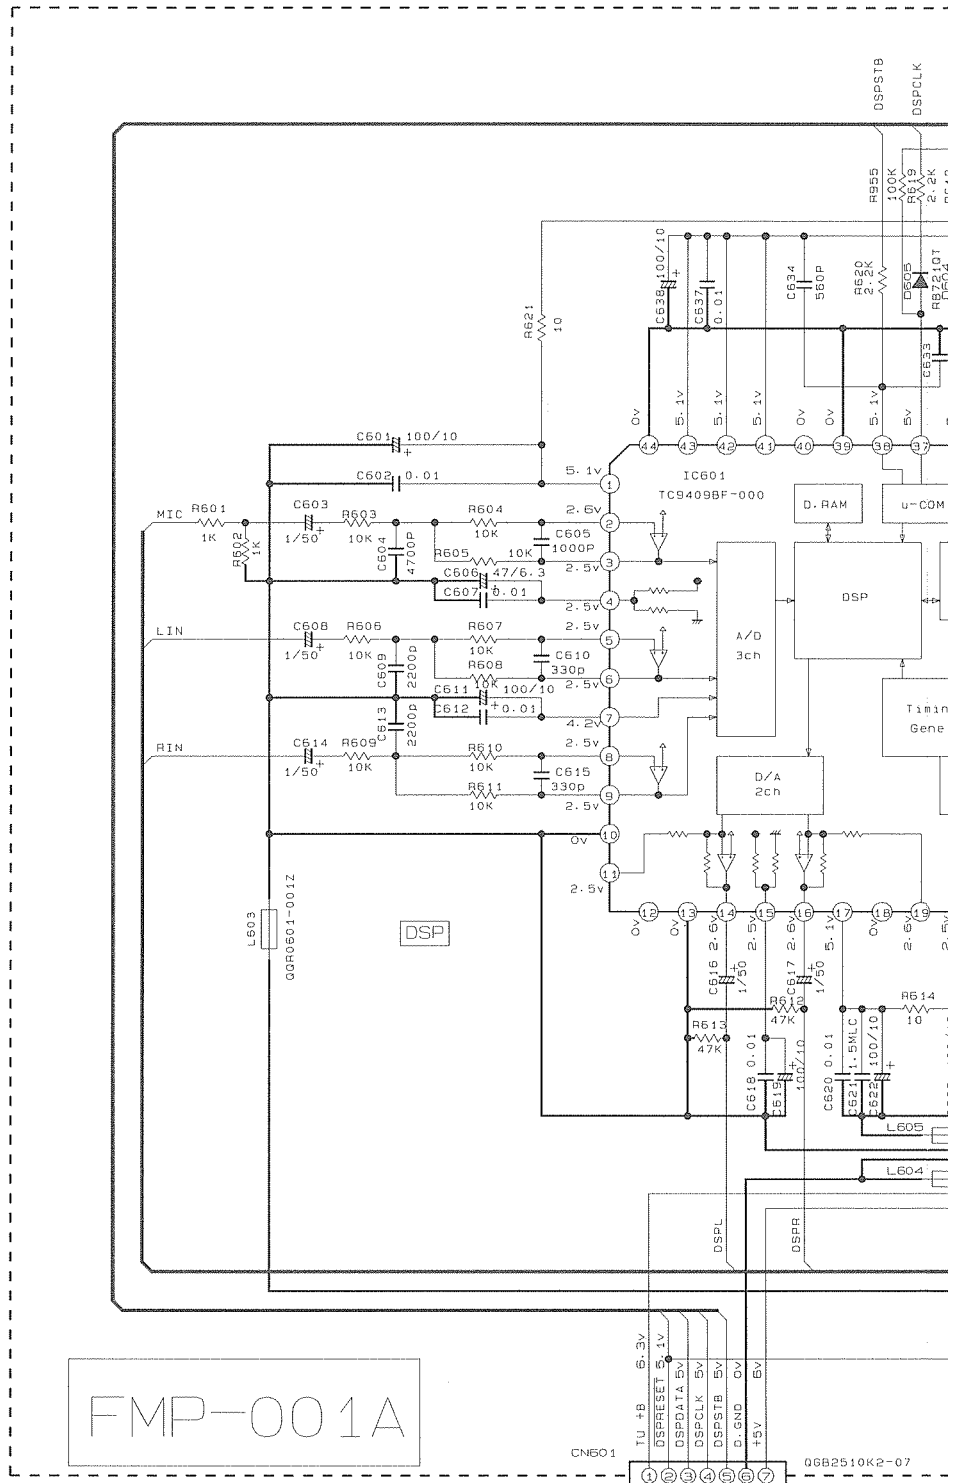 DSPSTB
DSPCLK
R955
100K
R619
2.2K
C638 100/10
+
C637
0.01
C634
560P
R620
2.2K
D605
RB721QT
D604
C633
R621
10
0v
5.1v
5.1v
5.1v
0v
0v
5.1v
5v
44
43
42
41
40
39
38
37
C601 100/10
+
C602 0.01
5.1v
1
IC601
TC9409BF-000
MIC
R601
1K
R602
1K
C603
1/50 +
R603
10K
C604
4700P
R604
10K
R605
10K
C605
1000P
2.6v
2
2.5v
3
C606 47/6.3
+
C607 0.01
2.5v
4
D.RAM
u-COM
DSP
A/D
3ch
LIN
C608
1/50 +
R606
10K
C609
2200p
R607
10K
R608
10K
C610
330p
2.5v
5
2.5v
6
C611 100/10
+
C612 0.01
4.2v
7
C613
2200p
Timin
Gene
RIN
C614
1/50 +
R609
10K
R610
10K
R611
10K
C615
330p
2.5v
8
2.5v
9
D/A
2ch
0v
10
2.5v
11
L603
QQR0601-001Z
DSP
12
13
14
15
16
17
18
19
0v
0v
2.6v
2.5v
2.6v
5.1v
0v
2.6v
2.5v
C616
+
1/50
C617
+
1/50
R612
47K
R613
47K
R614
10
C618 0.01
C619
+
100/10
C620 0.01
C621 1.5MLC
C622 100/10
+
L605
L604
DSPL
DSPR
TU +B 6.3v
DSPRESET 5.1v
DSPDATA 5v
DSPCLK 5v
DSPSTB 5v
D.GND 0v
+5V 6v
FMP-001A
CN601
1
2
3
4
5
6
7
QGB2510K2-07